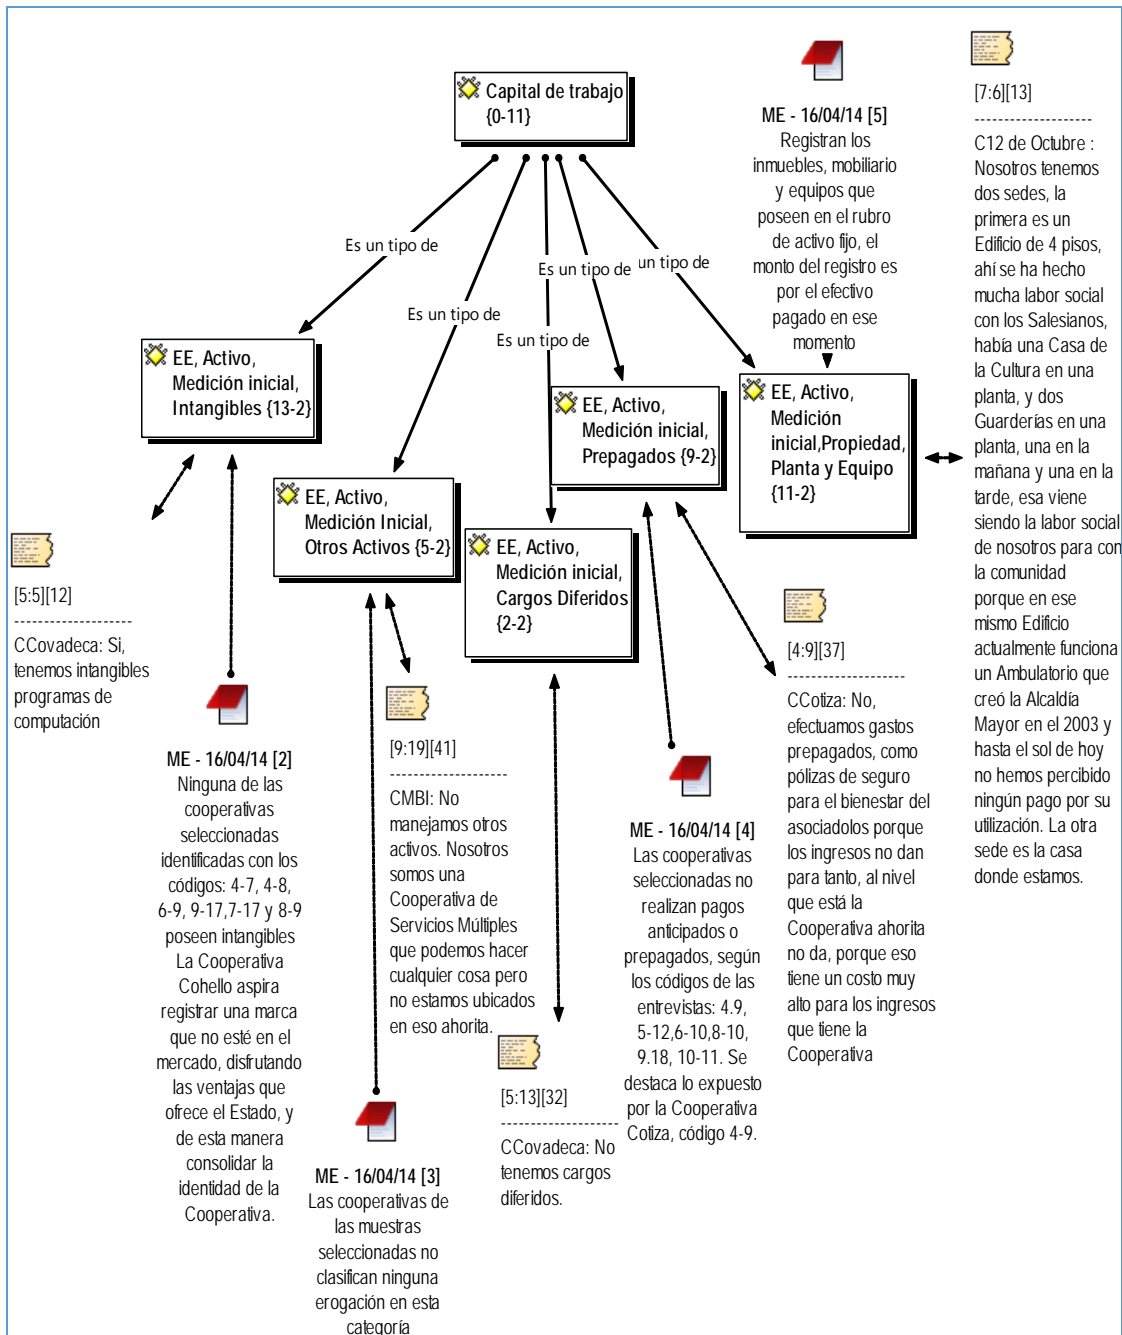 Capital de trabajo
{0-11}
ME - 16/04/14 [5]
Registran los
inmuebles, mobiliario
y equipos que
poseen en el rubro
de activo fijo, el
monto del registro es
por el efectivo
pagado en ese
momento
[7:6][13]
--------------------
C12 de Octubre :
Nosotros tenemos
dos sedes, la
primera es un
Edificio de 4 pisos,
ahí se ha hecho
mucha labor social
con los Salesianos,
había una Casa de
la Cultura en una
planta, y dos
Guarderías en una
planta, una en la
mañana y una en la
tarde, esa viene
siendo la labor social
de nosotros para con
la comunidad
porque en ese
mismo Edificio
actualmente funciona
un Ambulatorio que
creó la Alcaldía
Mayor en el 2003 y
hasta el sol de hoy
no hemos percibido
ningún pago por su
utilización. La otra
sede es la casa
donde estamos.
Es un tipo de
Es un tipo de
Es un tipo de
Es un tipo de
un tipo de
EE, Activo,
Medición inicial,
Intangibles {13-2}
EE, Activo,
Medición Inicial,
Otros Activos {5-2}
EE, Activo,
Medición inicial,
Cargos Diferidos
{2-2}
EE, Activo,
Medición inicial,
Prepagados {9-2}
EE, Activo,
Medición
inicial,Propiedad,
Planta y Equipo
{11-2}
[5:5][12]
--------------------
CCovadeca: Si,
tenemos intangibles
programas de
computación
ME - 16/04/14 [2]
Ninguna de las
cooperativas
seleccionadas
identificadas con los
códigos: 4-7, 4-8,
6-9, 9-17,7-17 y 8-9
poseen intangibles
La Cooperativa
Cohello aspira
registrar una marca
que no esté en el
mercado, disfrutando
las ventajas que
ofrece el Estado, y
de esta manera
consolidar la
identidad de la
Cooperativa.
ME - 16/04/14 [3]
Las cooperativas de
las muestras
seleccionadas no
clasifican ninguna
erogación en esta
categoría
[9:19][41]
--------------------
CMBI: No
manejamos otros
activos. Nosotros
somos una
Cooperativa de
Servicios Múltiples
que podemos hacer
cualquier cosa pero
no estamos ubicados
en eso ahorita.
[5:13][32]
--------------------
CCovadeca: No
tenemos cargos
diferidos.
ME - 16/04/14 [4]
Las cooperativas
seleccionadas no
realizan pagos
anticipados o
prepagados, según
los códigos de las
entrevistas: 4.9,
5-12,6-10,8-10,
9.18, 10-11. Se
destaca lo expuesto
por la Cooperativa
Cotiza, código 4-9.
[4:9][37]
--------------------
CCotiza: No,
efectuamos gastos
prepagados, como
pólizas de seguro
para el bienestar del
asociadolos porque
los ingresos no dan
para tanto, al nivel
que está la
Cooperativa ahorita
no da, porque eso
tiene un costo muy
alto para los ingresos
que tiene la
Cooperativa